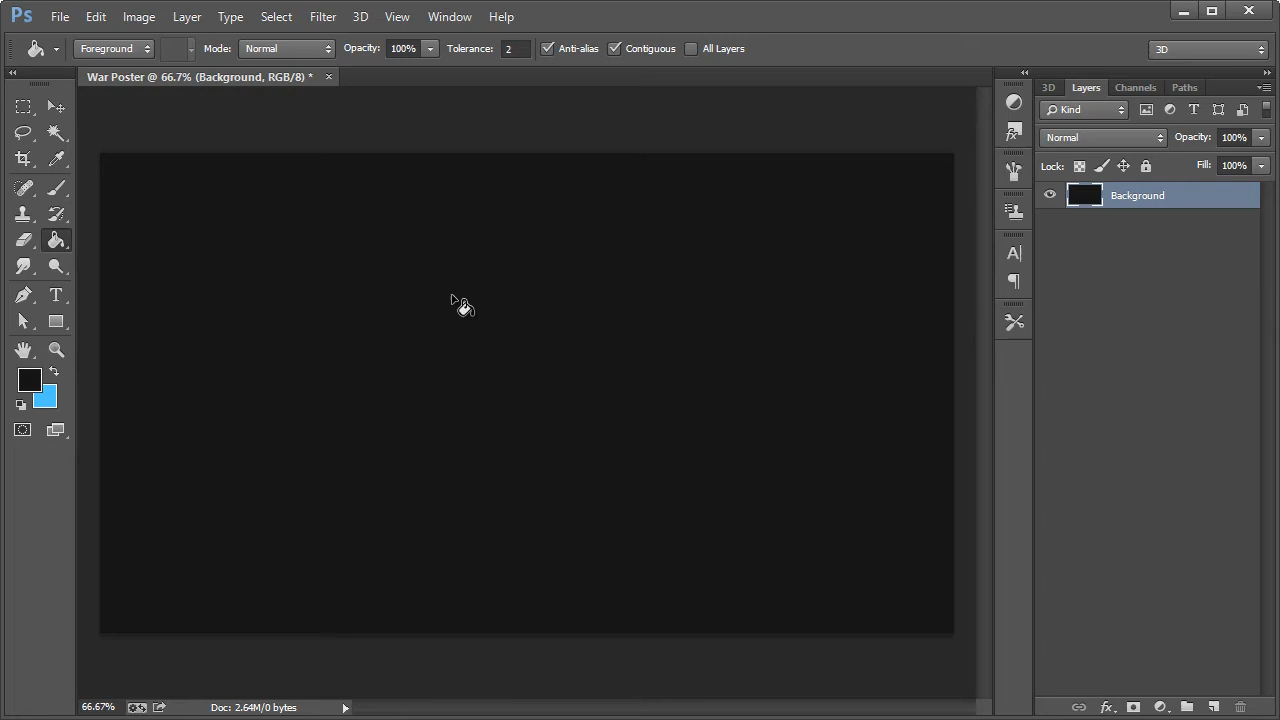 Ps File Edit Image Layer Type Select Filter 3D View Window Help
Foreground Mode: Normal Opacity: 100% Tolerance: 2 Anti-alias Contiguous All Layers 3D
War Poster @ 66.7% (Background, RGB/8) * ×
3D Layers Channels Paths
Kind
Normal Opacity: 100%
Lock: Fill: 100%
Background
66.67% Doc: 2.64M/0 bytes